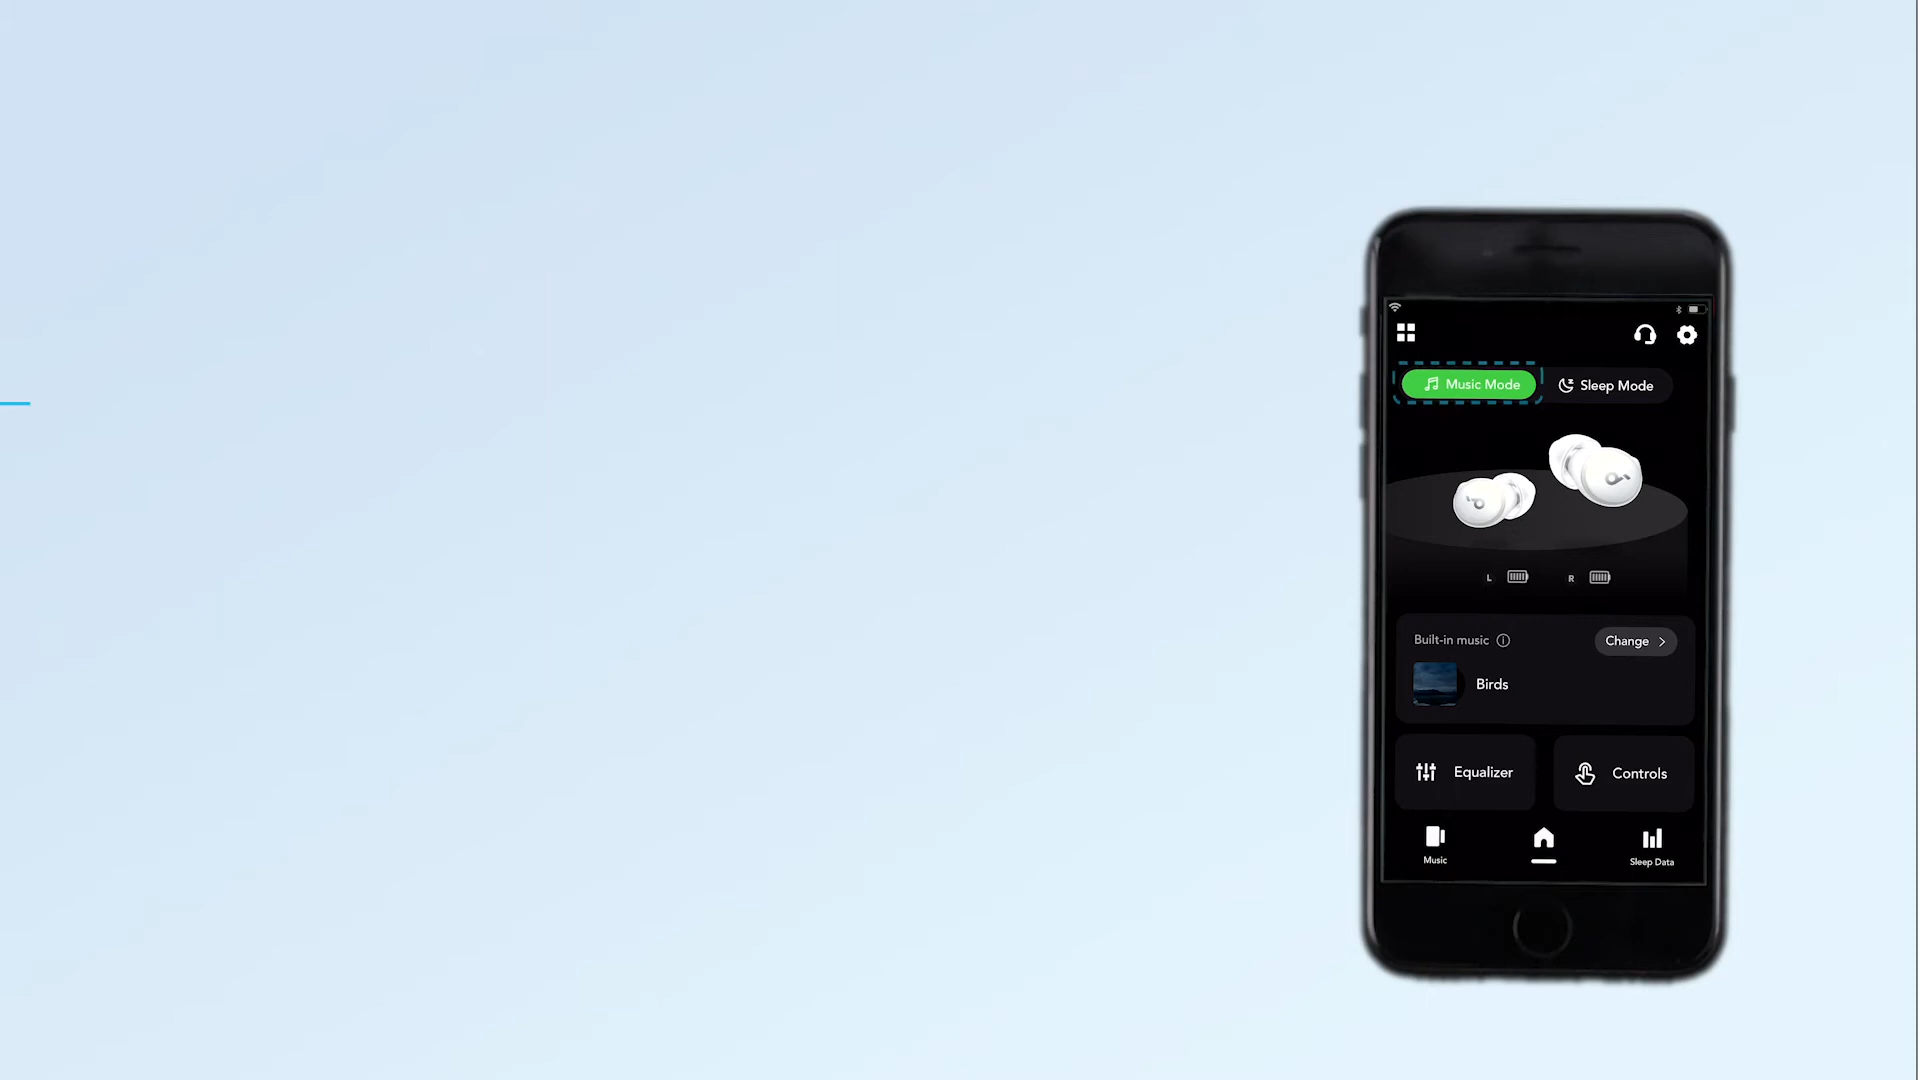 Music Mode
Sleep Mode
L
R
Built-in music
Change
Birds
Equalizer
Controls
Music
Sleep Data